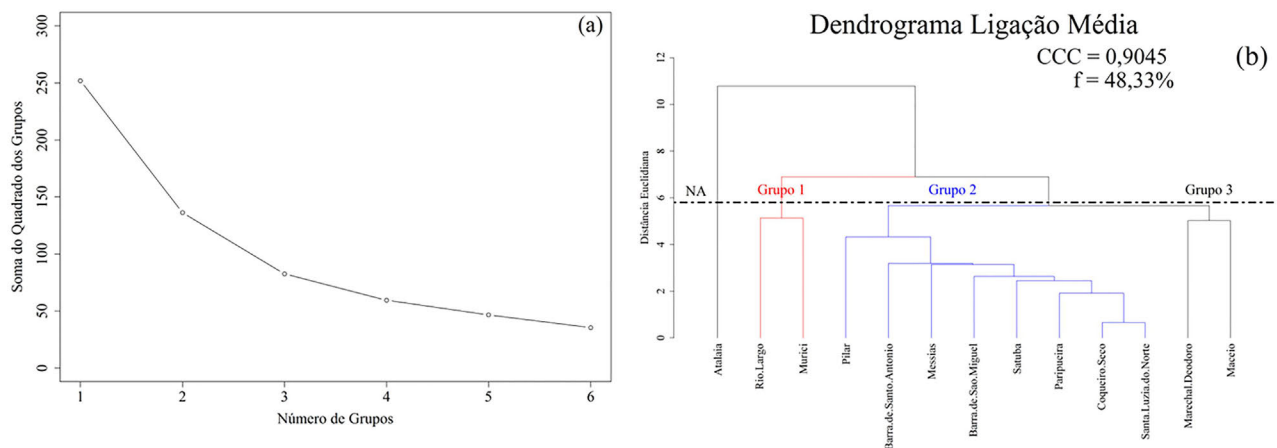 (a)
300
250
200
150
100
50
0
Soma do Quadrado dos Grupos
1 2 3 4 5 6
Número de Grupos
Dendrograma Ligação Média
CCC = 0,9045
f = 48,33%
(b)
12
10
8
6
4
2
0
Distância Euclidiana
NA
Grupo 1
Grupo 2
Grupo 3
Atalaia
Rio.Largo
Murici
Pilar
Barra.de.Santo.Antonio
Messias
Barra.de.Sao.Miguel
Satuba
Paripueira
Coqueiro.Seco
Santa.Luzia.do.Norte
Marechal.Deodoro
Maceio